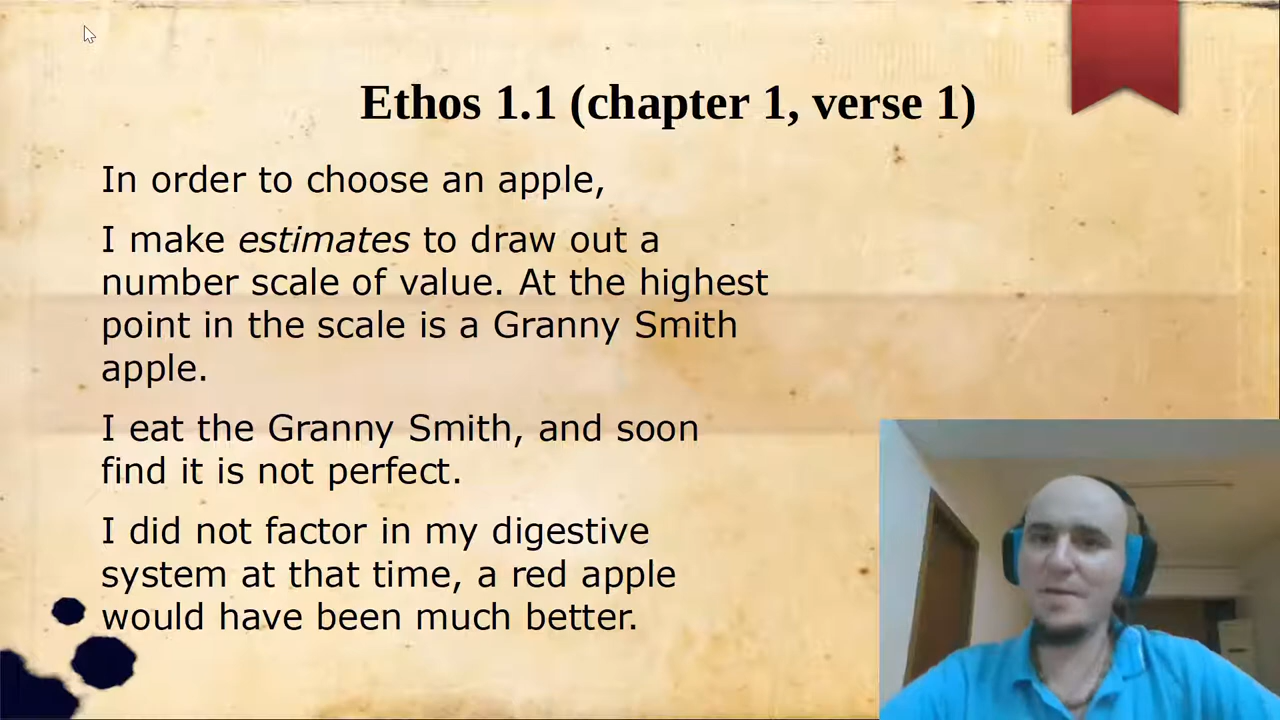 Ethos 1.1 (chapter 1, verse 1)
In order to choose an apple,
I make estimates to draw out a
number scale of value. At the highest
point in the scale is a Granny Smith
apple.
I eat the Granny Smith, and soon
find it is not perfect.
I did not factor in my digestive
system at that time, a red apple
would have been much better.